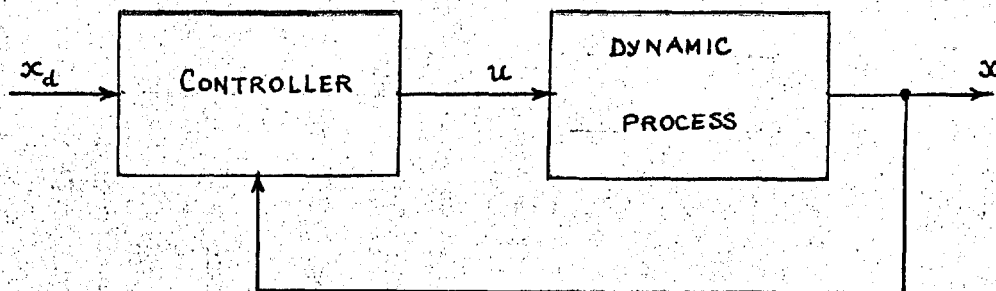 x_d
CONTROLLER
u
DYNAMIC
PROCESS
x